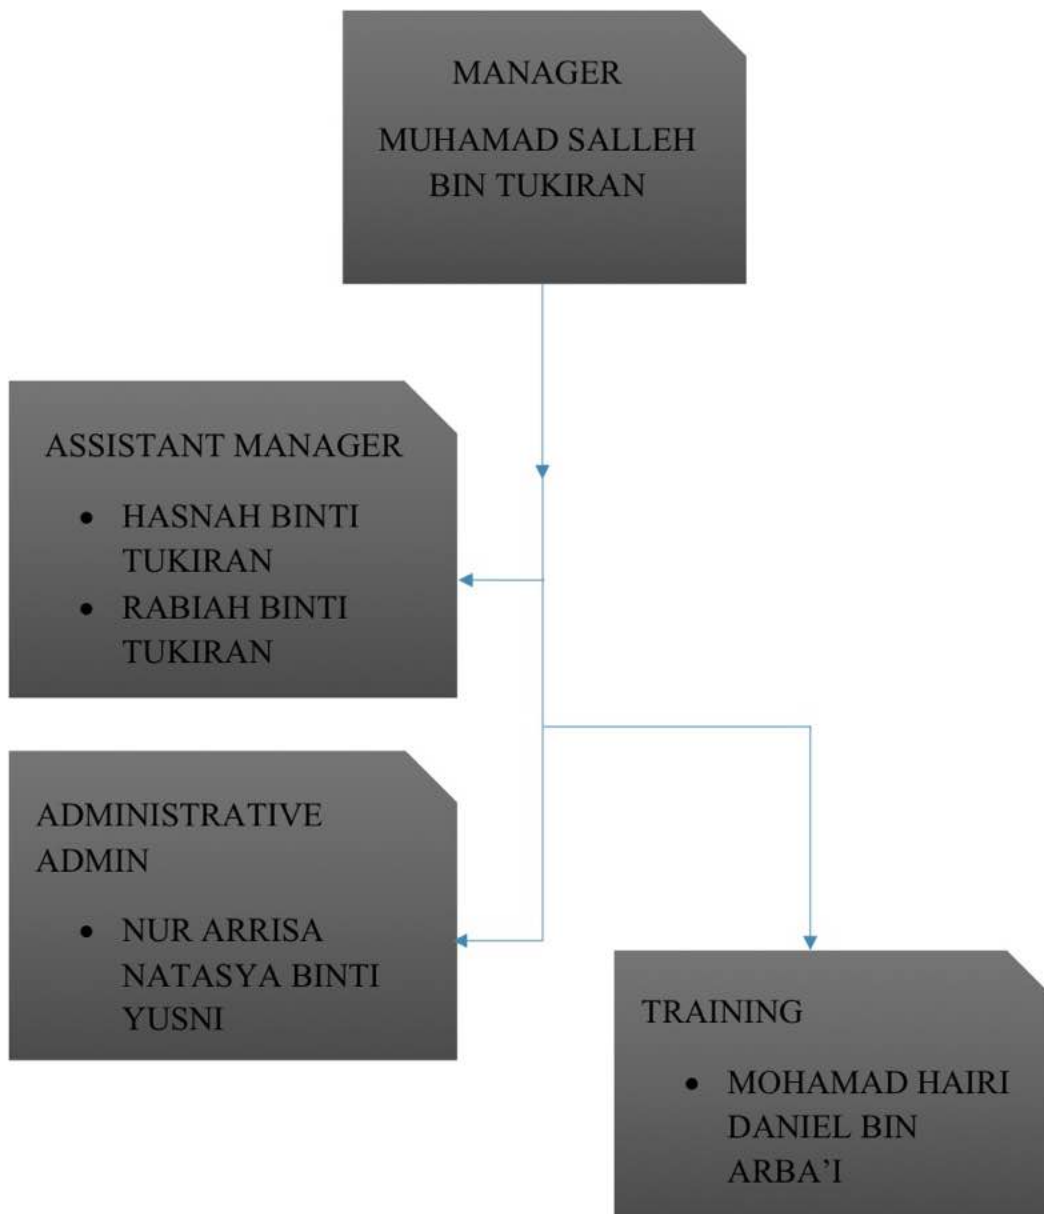 MANAGER
MUHAMAD SALLEH
BIN TUKIRAN
ASSISTANT MANAGER
• HASNAH BINTI
TUKIRAN
• RABIAH BINTI
TUKIRAN
ADMINISTRATIVE
ADMIN
• NUR ARRISA
NATASYA BINTI
YUSNI
TRAINING
• MOHAMAD HAIRI
DANIEL BIN
ARBA’I